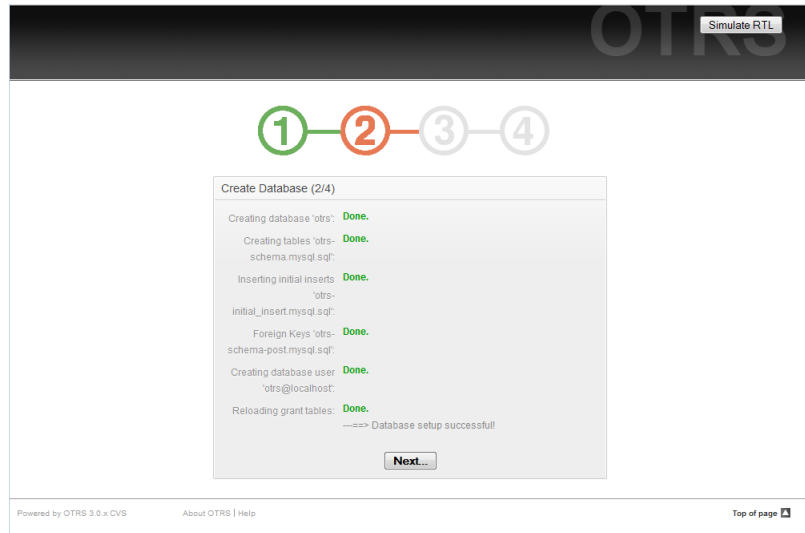 OTRS
Simulate RTL
1 2 3 4
Create Database (2/4)
Creating database 'otrs': Done.
Creating tables 'otrs- Done.
schema.mysql.sql':
Inserting initial inserts Done.
'otrs-
initial_insert.mysql.sql':
Foreign Keys 'otrs- Done.
schema-post.mysql.sql':
Creating database user Done.
'otrs@localhost':
Reloading grant tables: Done.
---==> Database setup successful!
Next...
Powered by OTRS 3.0.x CVS About OTRS | Help Top of page